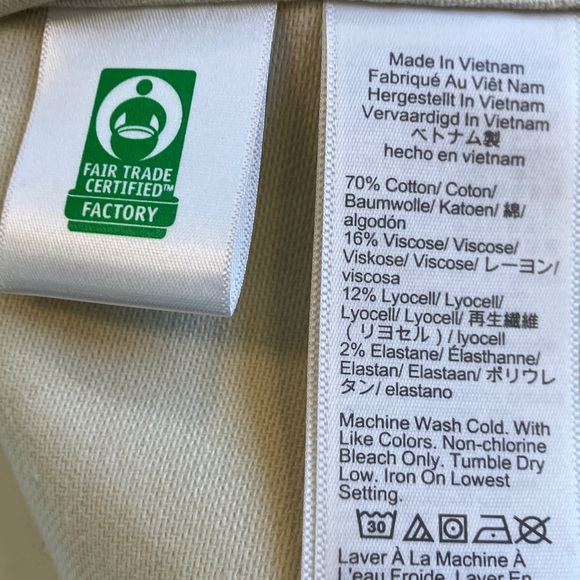 FAIR TRADE
CERTIFIED™
FACTORY
Made In Vietnam
Fabriqué Au Viêt Nam
Hergestellt In Vietnam
Vervaardigd In Vietnam
ベトナム製
hecho en vietnam
70% Cotton/ Coton/
Baumwolle/ Katoen/ 綿/
algodón
16% Viscose/ Viscose/
Viskose/ Viscose/ レーヨン/
viscosa
12% Lyocell/ Lyocell/
Lyocell/ Lyocell/ 再生繊維
（リヨセル）/ lyocell
2% Elastane/ Élasthanne/
Elastan/ Elastaan/ ポリウレ
タン/ elastano
Machine Wash Cold. With
Like Colors. Non-chlorine
Bleach Only. Tumble Dry
Low. Iron On Lowest
Setting.
30
Laver À La Machine À
L'eau Froide. Laver En